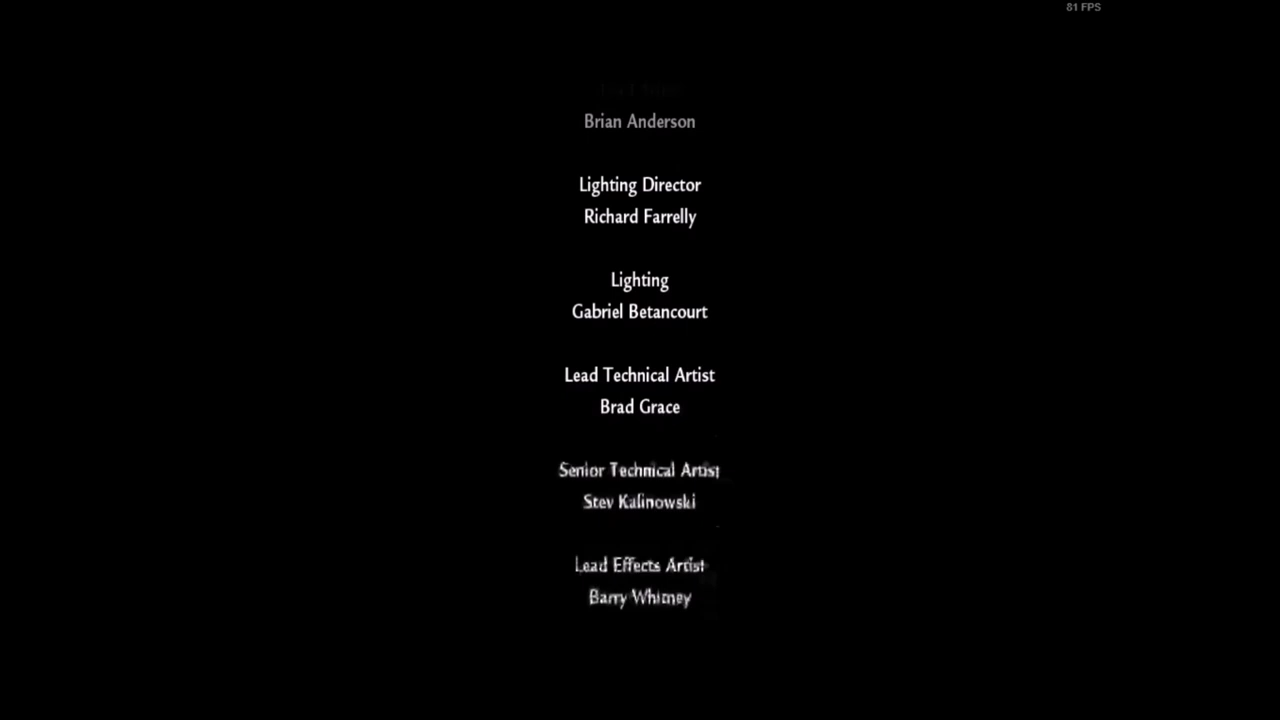 81 FPS
Brian Anderson
Lighting Director
Richard Farrelly
Lighting
Gabriel Betancourt
Lead Technical Artist
Brad Grace
Senior Technical Artist
Stev Kalinowski
Lead Effects Artist
Barry Whitney